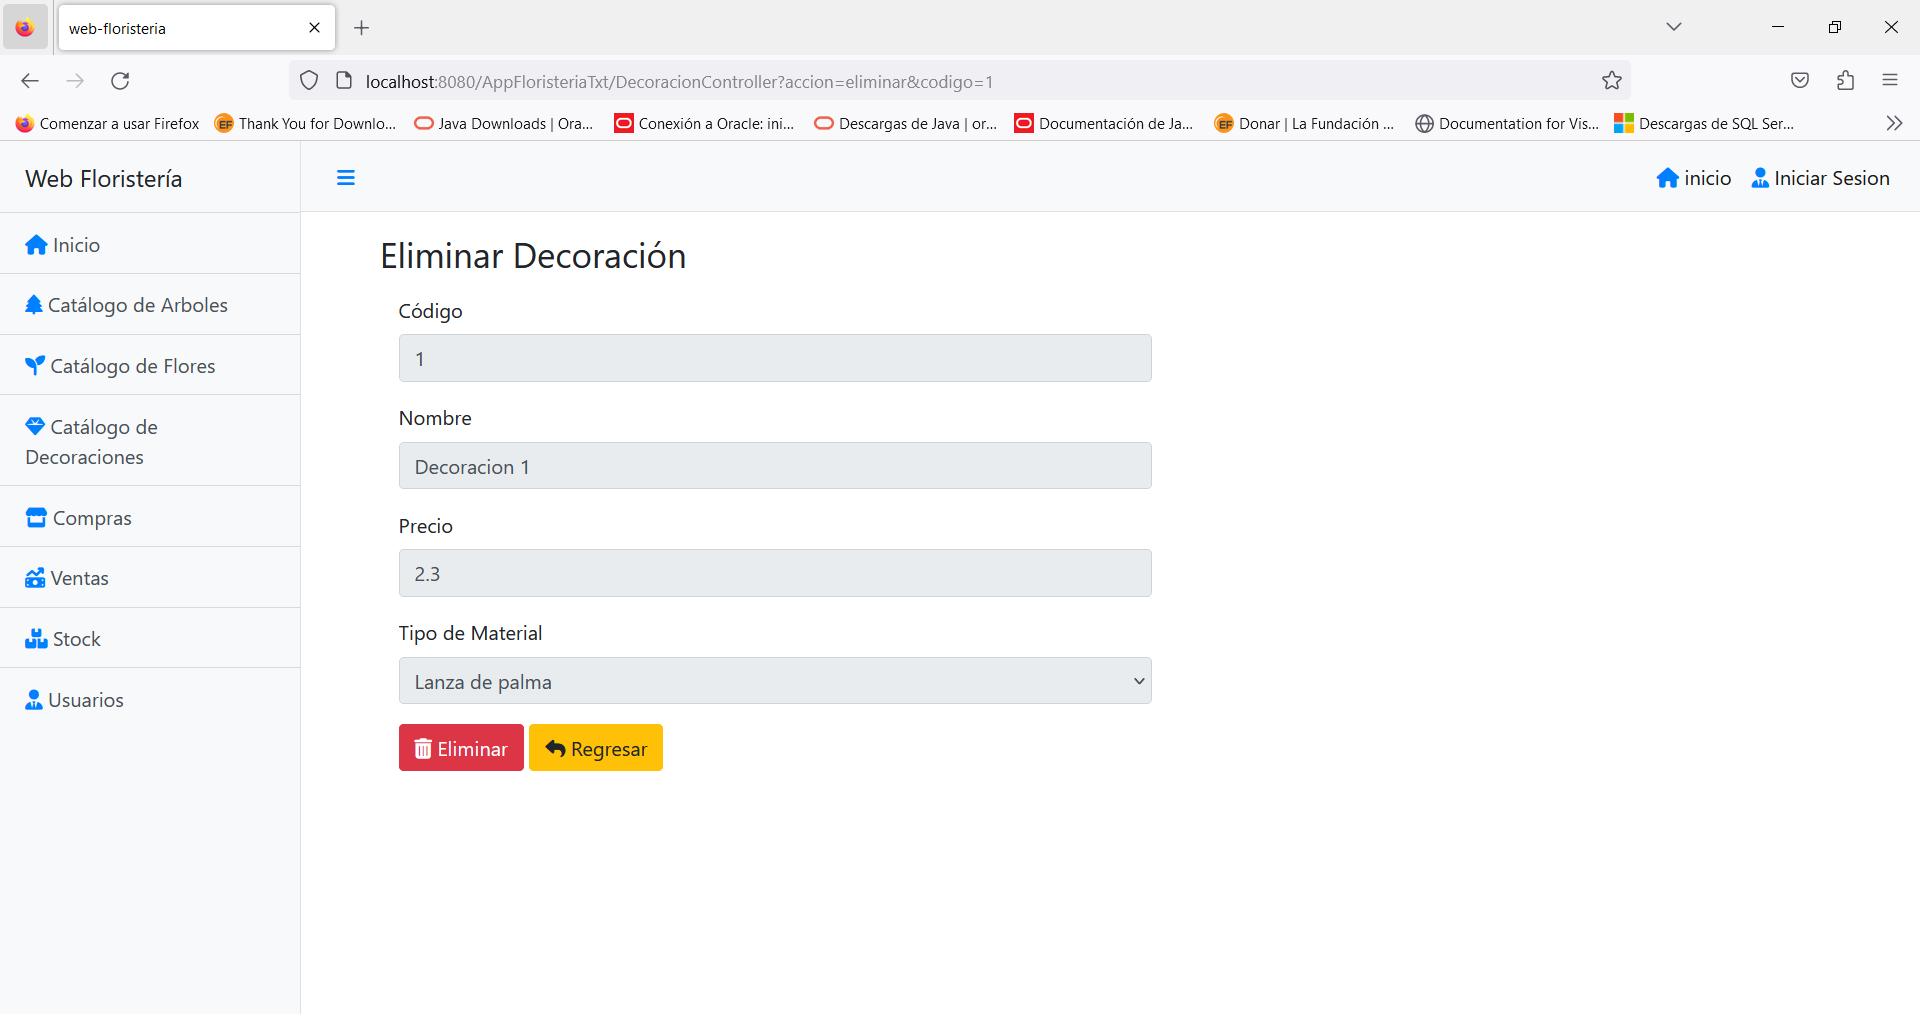 web-floristeria
localhost:8080/AppFloristeriaTxt/DecoracionController?accion=eliminar&codigo=1
Comenzar a usar Firefox
Thank You for Downlo...
Java Downloads | Ora...
Conexión a Oracle: ini...
Descargas de Java | or...
Documentación de Ja...
Donar | La Fundación ...
Documentation for Vis...
Descargas de SQL Ser...
Web Floristería
inicio
Iniciar Sesion
Inicio
Catálogo de Arboles
Catálogo de Flores
Catálogo de
Decoraciones
Compras
Ventas
Stock
Usuarios
Eliminar Decoración
Código
1
Nombre
Decoracion 1
Precio
2.3
Tipo de Material
Lanza de palma
Eliminar
Regresar